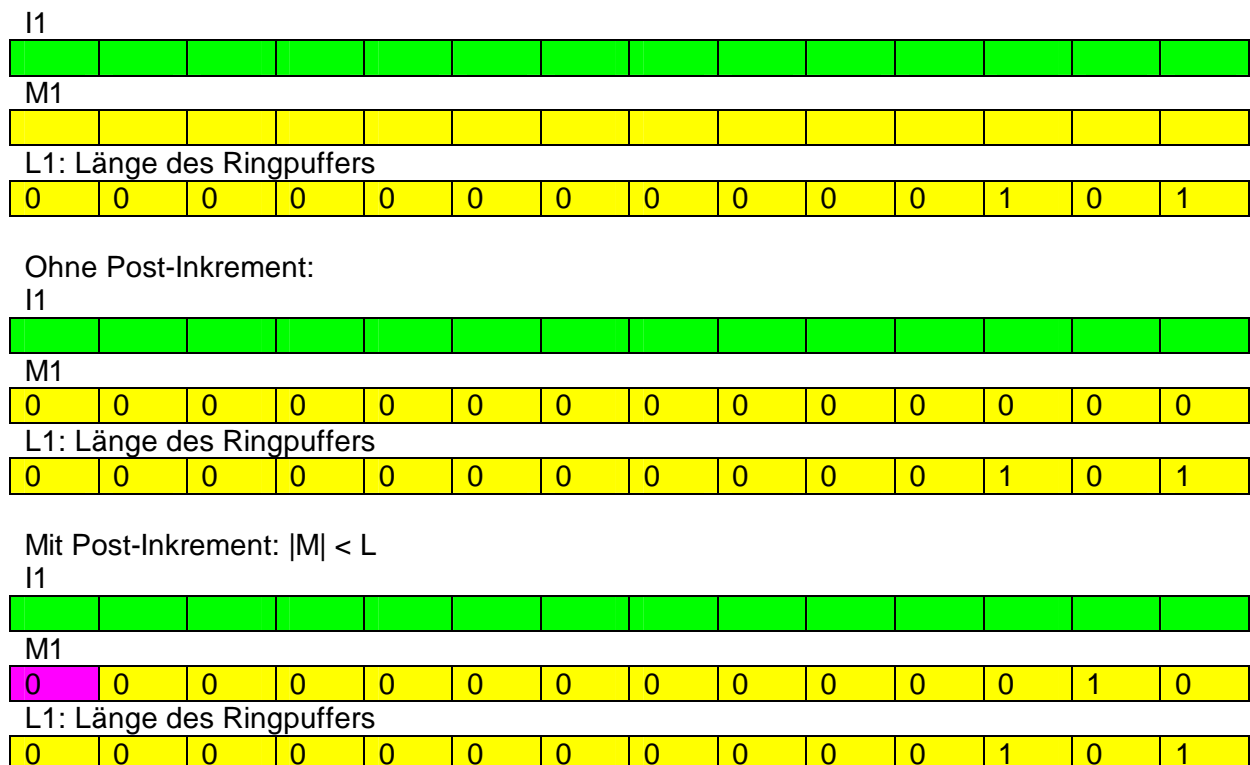 I1
M1
L1: Länge des Ringpuffers
0 0 0 0 0 0 0 0 0 0 0 1 0 1
Ohne Post-Inkrement:
I1
M1
0 0 0 0 0 0 0 0 0 0 0 0 0 0
L1: Länge des Ringpuffers
0 0 0 0 0 0 0 0 0 0 0 1 0 1
Mit Post-Inkrement: |M| < L
I1
M1
0 0 0 0 0 0 0 0 0 0 0 0 1 0
L1: Länge des Ringpuffers
0 0 0 0 0 0 0 0 0 0 0 1 0 1